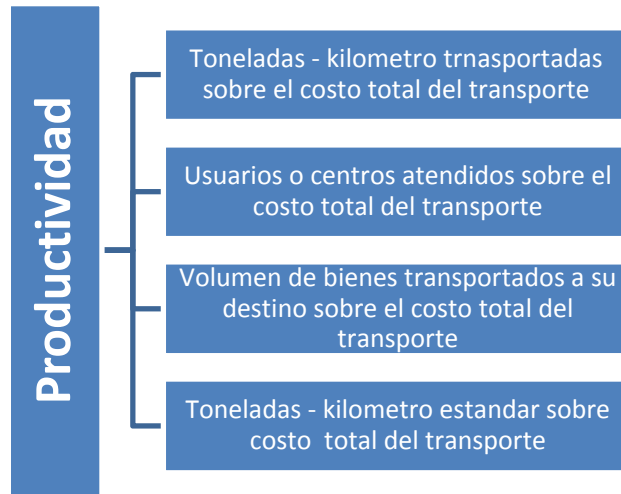 Productividad
Toneladas - kilometro trnasportadas
sobre el costo total del transporte
Usuarios o centros atendidos sobre el
costo total del transporte
Volumen de bienes transportados a su
destino sobre el costo total del
transporte
Toneladas - kilometro estandar sobre
costo  total del transporte